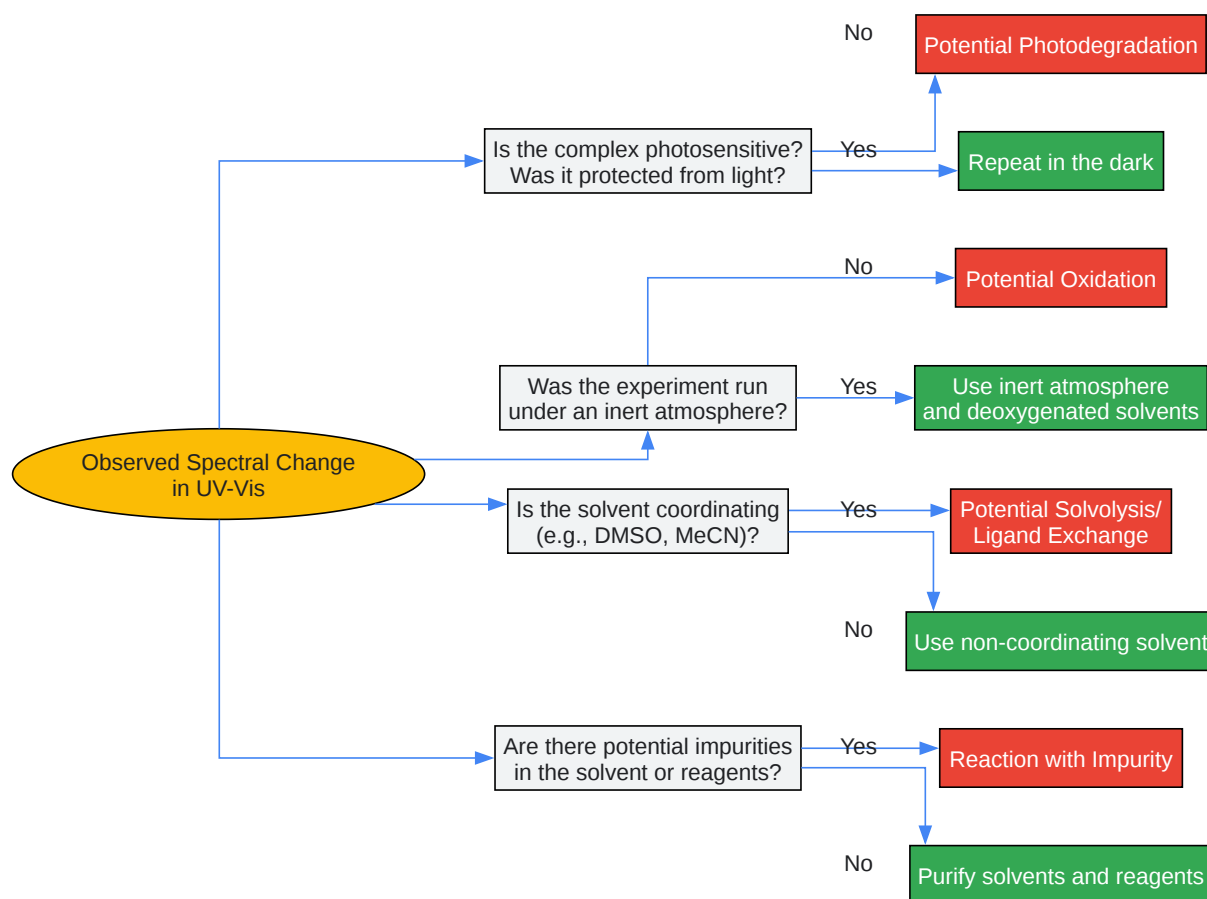 No
Potential Photodegradation
Is the complex photosensitive?
Was it protected from light?
Yes
Repeat in the dark
No
Potential Oxidation
Was the experiment run
under an inert atmosphere?
Yes
Use inert atmosphere
and deoxygenated solvents
Observed Spectral Change
in UV-Vis
Is the solvent coordinating
(e.g., DMSO, MeCN)?
Yes
Potential Solvolysis/
Ligand Exchange
No
Use non-coordinating solvent
Are there potential impurities
in the solvent or reagents?
Yes
Reaction with Impurity
No
Purify solvents and reagents